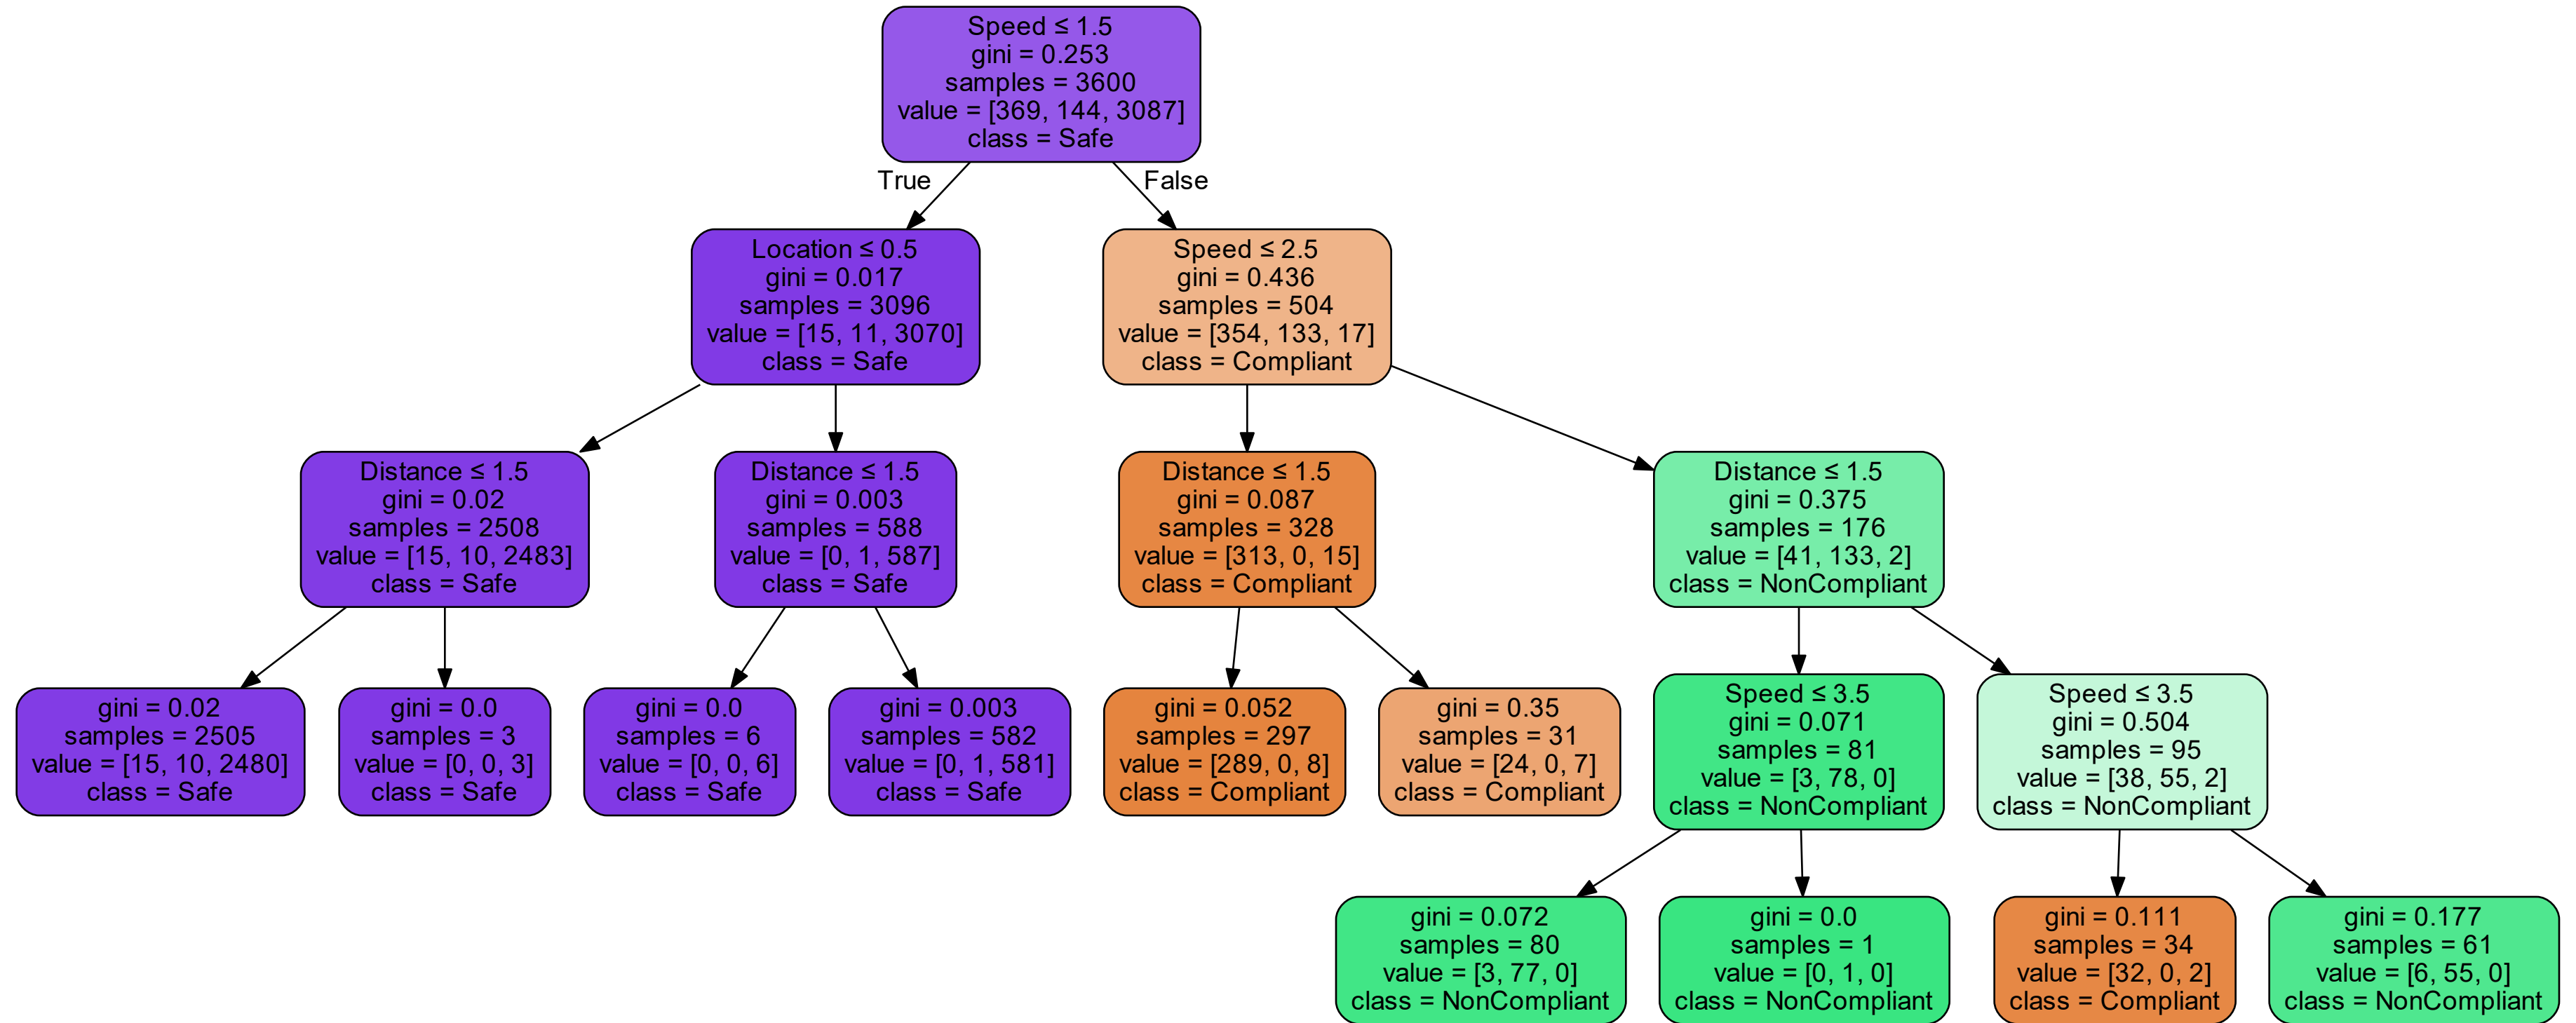 Speed ≤ 1.5
gini = 0.253
samples = 3600
value = [369, 144, 3087]
class = Safe
True
False
Location ≤ 0.5
gini = 0.017
samples = 3096
value = [15, 11, 3070]
class = Safe
Speed ≤ 2.5
gini = 0.436
samples = 504
value = [354, 133, 17]
class = Compliant
Distance ≤ 1.5
gini = 0.02
samples = 2508
value = [15, 10, 2483]
class = Safe
Distance ≤ 1.5
gini = 0.003
samples = 588
value = [0, 1, 587]
class = Safe
Distance ≤ 1.5
gini = 0.087
samples = 328
value = [313, 0, 15]
class = Compliant
Distance ≤ 1.5
gini = 0.375
samples = 176
value = [41, 133, 2]
class = NonCompliant
gini = 0.02
samples = 2505
value = [15, 10, 2480]
class = Safe
gini = 0.0
samples = 3
value = [0, 0, 3]
class = Safe
gini = 0.0
samples = 6
value = [0, 0, 6]
class = Safe
gini = 0.003
samples = 582
value = [0, 1, 581]
class = Safe
gini = 0.052
samples = 297
value = [289, 0, 8]
class = Compliant
gini = 0.35
samples = 31
value = [24, 0, 7]
class = Compliant
Speed ≤ 3.5
gini = 0.071
samples = 81
value = [3, 78, 0]
class = NonCompliant
Speed ≤ 3.5
gini = 0.504
samples = 95
value = [38, 55, 2]
class = NonCompliant
gini = 0.072
samples = 80
value = [3, 77, 0]
class = NonCompliant
gini = 0.0
samples = 1
value = [0, 1, 0]
class = NonCompliant
gini = 0.111
samples = 34
value = [32, 0, 2]
class = Compliant
gini = 0.177
samples = 61
value = [6, 55, 0]
class = NonCompliant